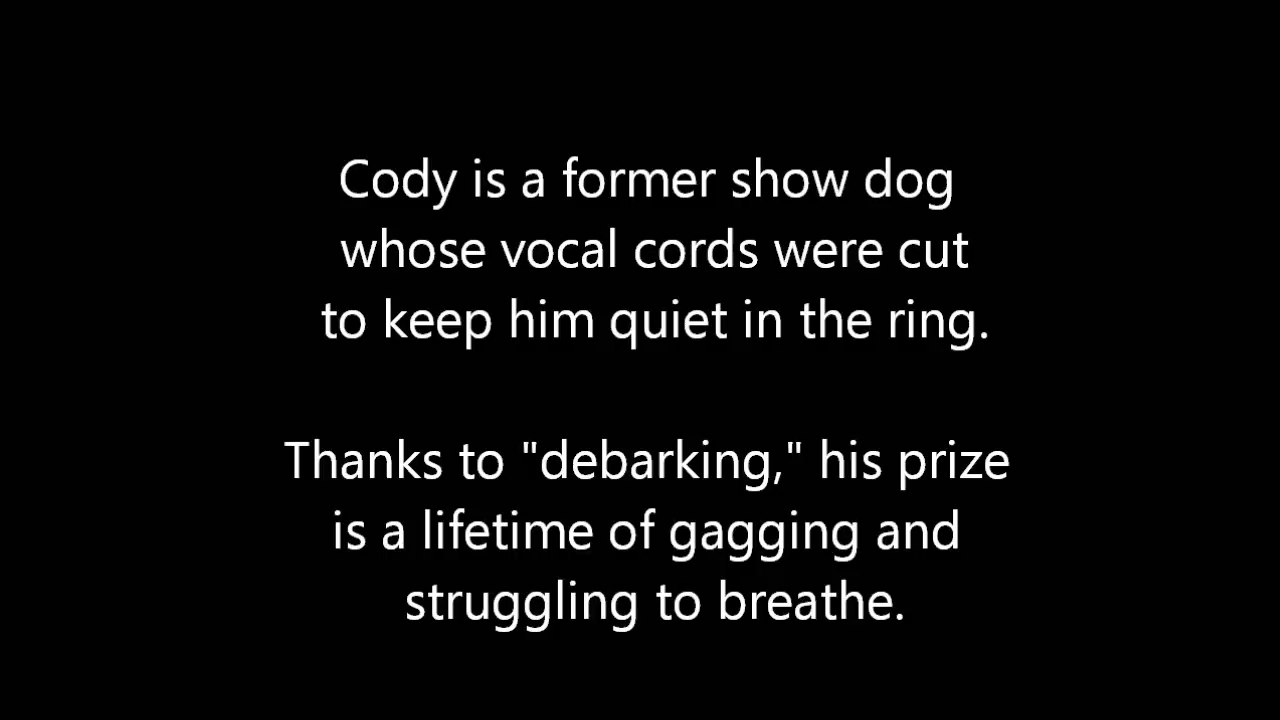 Cody is a former show dog
whose vocal cords were cut
to keep him quiet in the ring.
Thanks to "debarking," his prize
is a lifetime of gagging and
struggling to breathe.